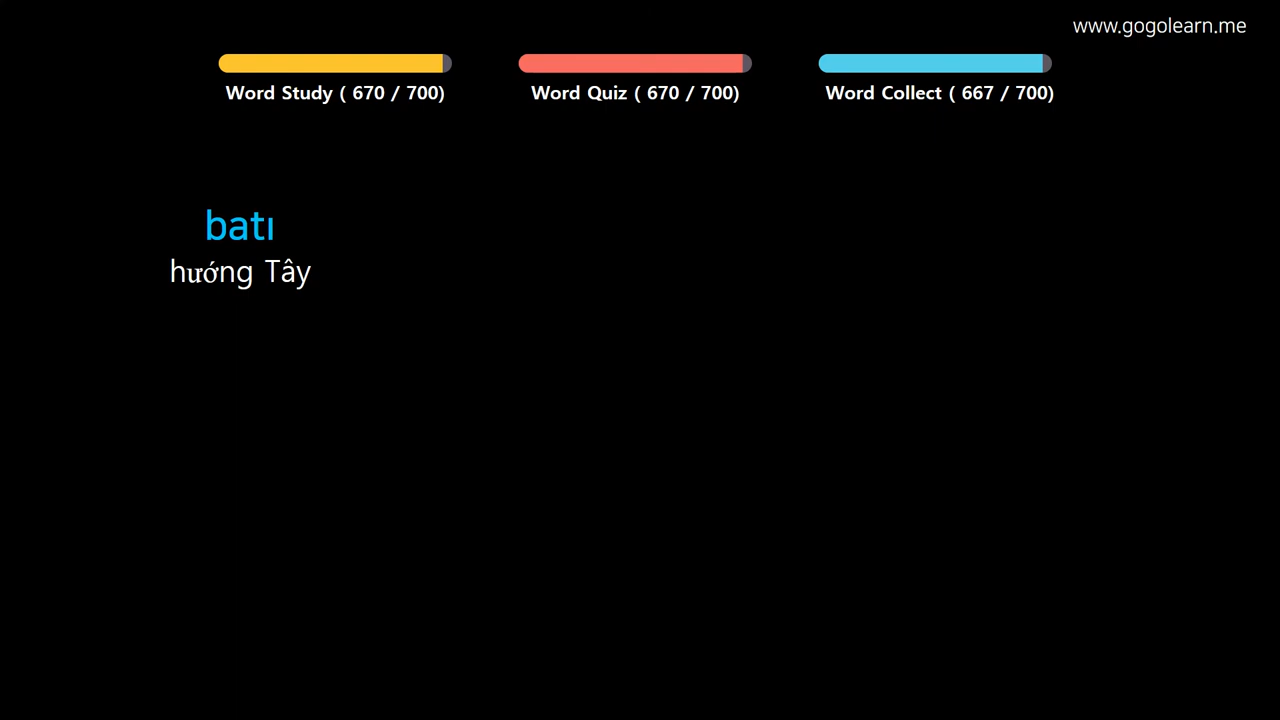 www.gogolearn.me
Word Study ( 670 / 700)
Word Quiz ( 670 / 700)
Word Collect ( 667 / 700)
batı
hướng Tây